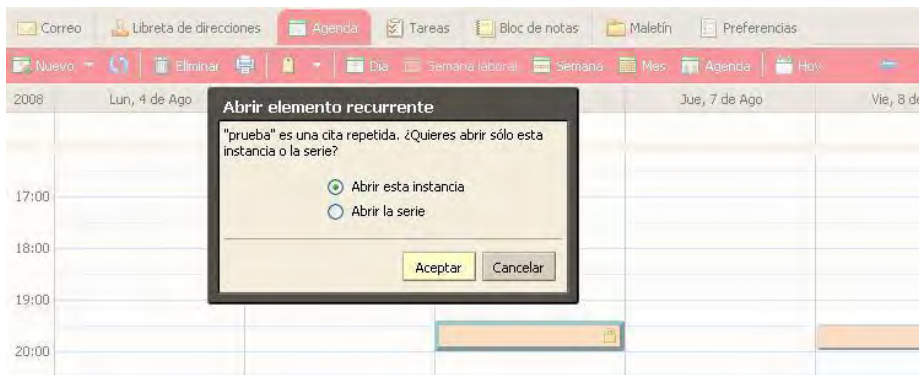 Correo Libreta de direcciones Agenda Tareas Bloc de notas Maletín Preferencias
Nuevo Eliminar Día Semana laboral Semana Mes Agenda Hoy
2008 Lun, 4 de Ago Jue, 7 de Ago Vie, 8 de
Abrir elemento recurrente
"prueba" es una cita repetida. ¿Quieres abrir sólo esta
instancia o la serie?
Abrir esta instancia
17:00
Abrir la serie
18:00
Aceptar Cancelar
19:00
20:00